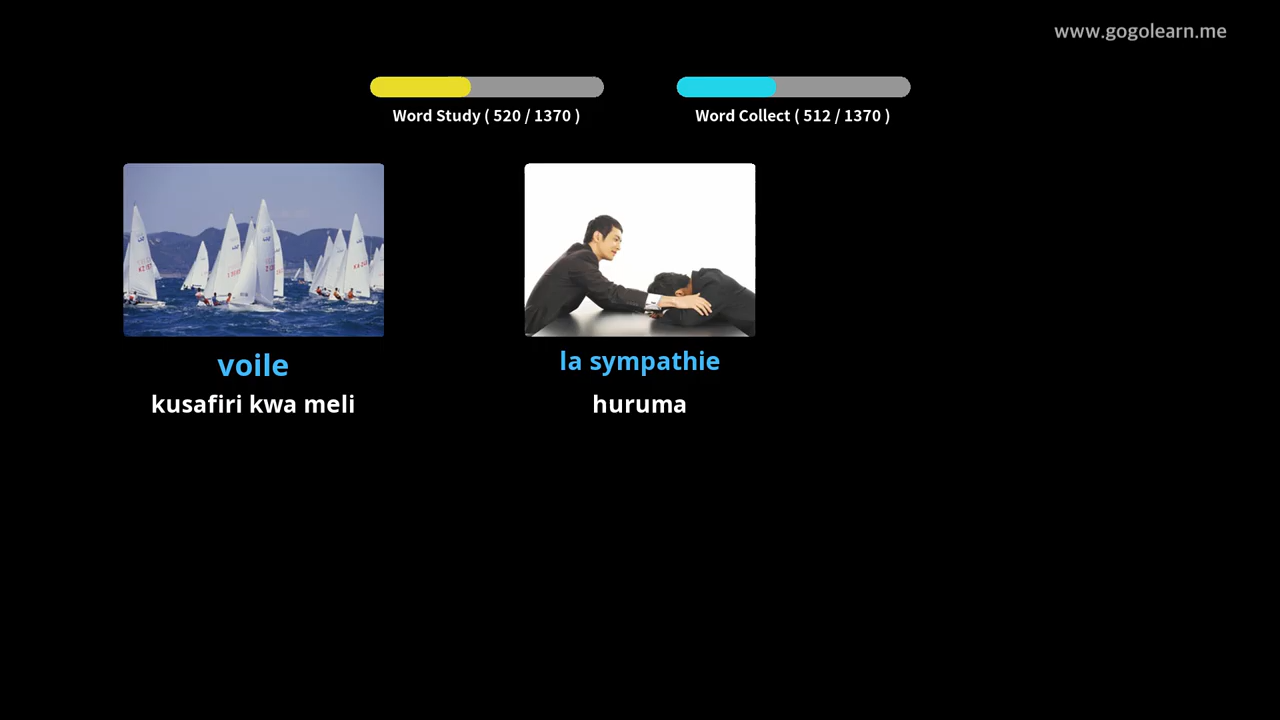 www.gogolearn.me
Word Study ( 520 / 1370 )
Word Collect ( 512 / 1370 )
voile
kusafiri kwa meli
la sympathie
huruma